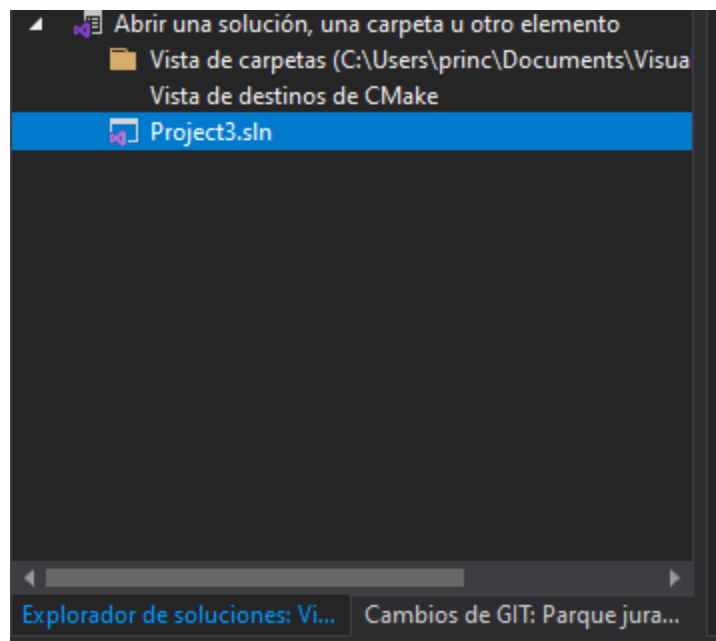 Abrir una solución, una carpeta u otro elemento
Vista de carpetas (C:\Users\princ\Documents\Visua
Vista de destinos de CMake
Project3.sln
Explorador de soluciones: Vi... Cambios de GIT: Parque jura...